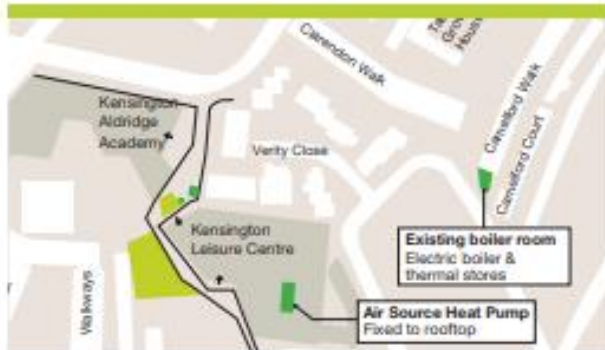 Clarendon Walk
Kensington
Aldridge
Academy
Verity Close
Camelford Walk
Camelford Court
Kensington
Leisure Centre
Walkways
Existing boiler room
Electric boiler &
thermal stores
Air Source Heat Pump
Fixed to rooftop